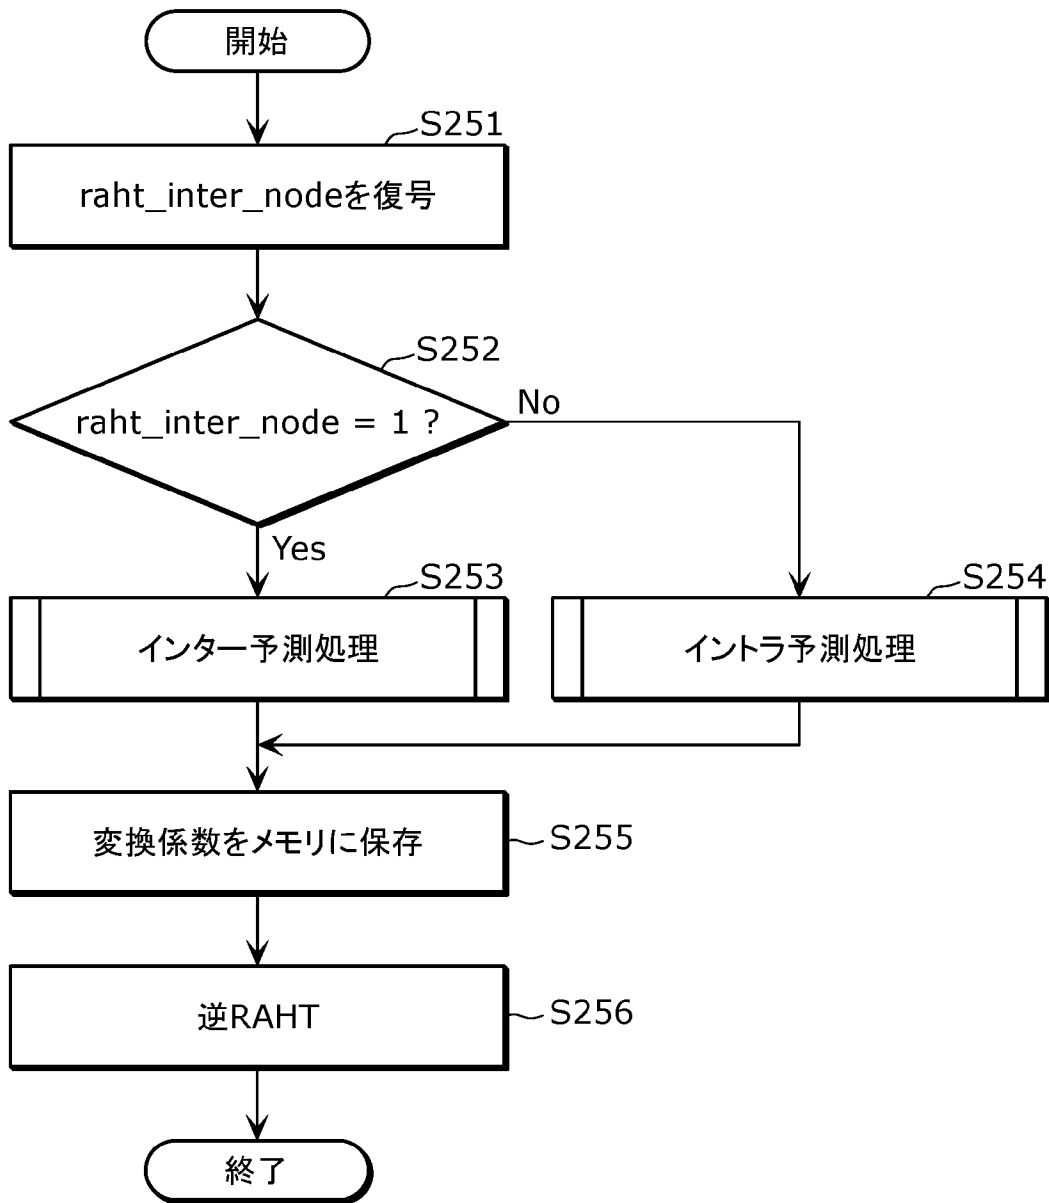 開始
S251
raht_inter_nodeを復号
S252
raht_inter_node = 1 ?
No
Yes
S253
インター予測処理
S254
イントラ予測処理
変換係数をメモリに保存
S255
逆RAHT
S256
終了